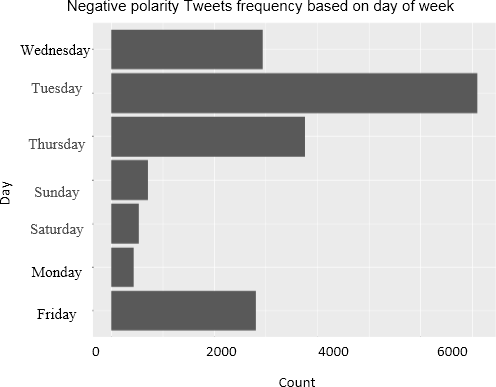 Negative polarity Tweets frequency based on day of week
Wednesday
Tuesday
Thursday
Sunday
Saturday
Monday
Friday
Day
0 2000 4000 6000
Count